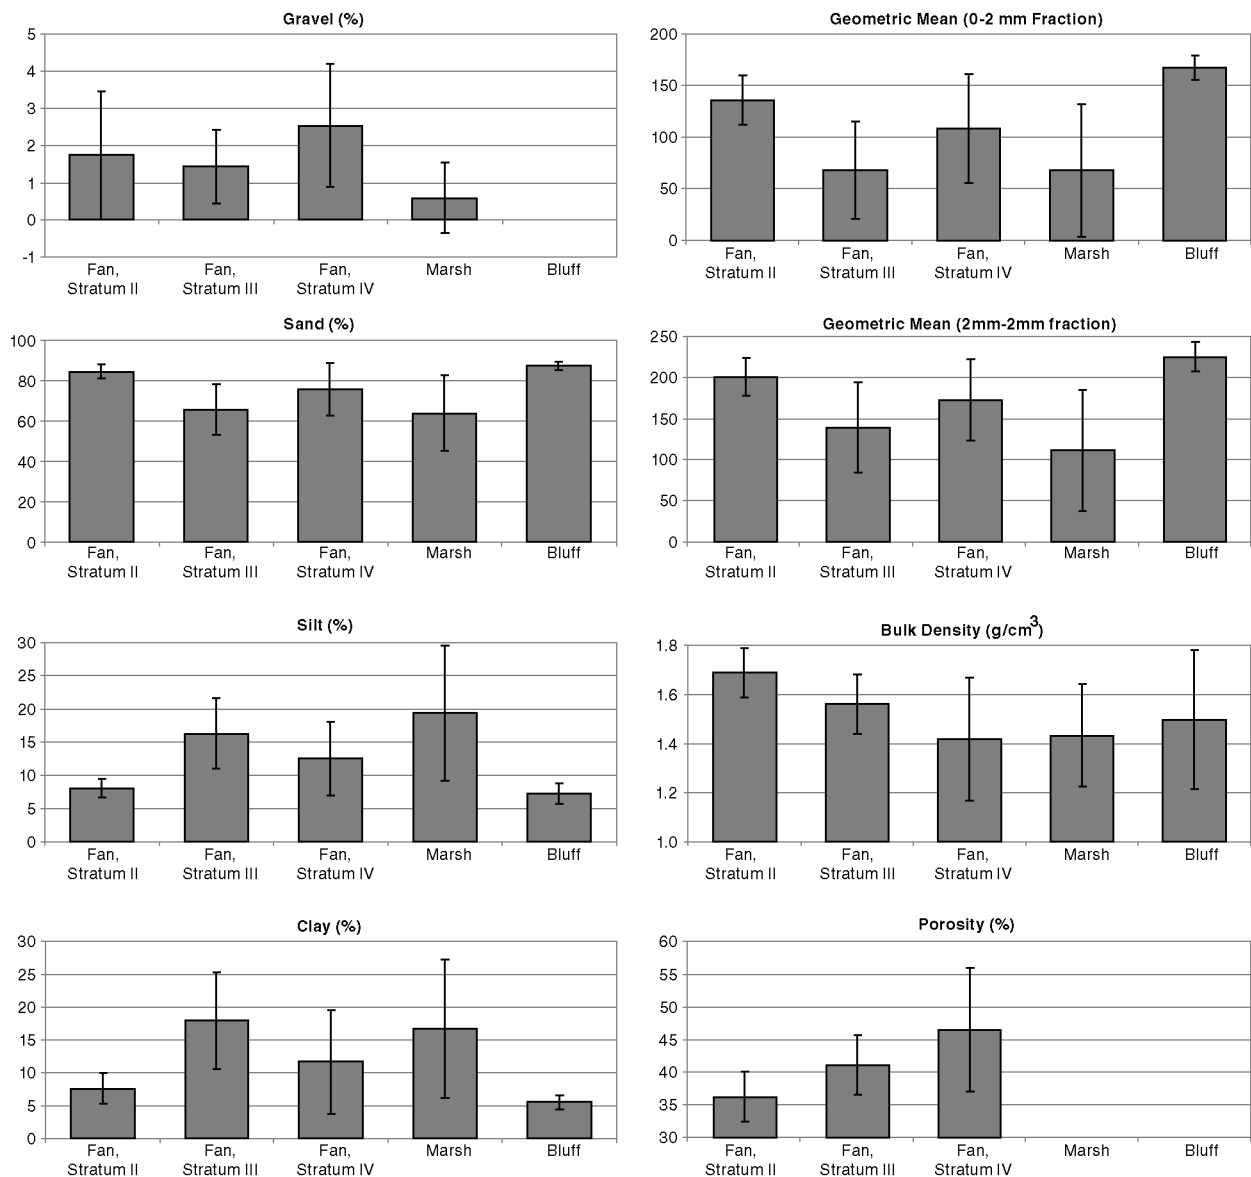 Gravel (%)
5
4
3
2
1
0
-1
Fan, Fan, Fan, Marsh Bluff
Stratum II Stratum III Stratum IV
Geometric Mean (0-2 mm Fraction)
200
150
100
50
0
Fan, Fan, Fan, Marsh Bluff
Stratum II Stratum III Stratum IV
Sand (%)
100
80
60
40
20
0
Fan, Fan, Fan, Marsh Bluff
Stratum II Stratum III Stratum IV
Geometric Mean (2mm-2mm fraction)
250
200
150
100
50
0
Fan, Fan, Fan, Marsh Bluff
Stratum II Stratum III Stratum IV
Silt (%)
30
25
20
15
10
5
0
Fan, Fan, Fan, Marsh Bluff
Stratum II Stratum III Stratum IV
Bulk Density (g/cm³)
1.8
1.6
1.4
1.2
1.0
Fan, Fan, Fan, Marsh Bluff
Stratum II Stratum III Stratum IV
Clay (%)
30
25
20
15
10
5
0
Fan, Fan, Fan, Marsh Bluff
Stratum II Stratum III Stratum IV
Porosity (%)
60
55
50
45
40
35
30
Fan, Fan, Fan, Marsh Bluff
Stratum II Stratum III Stratum IV